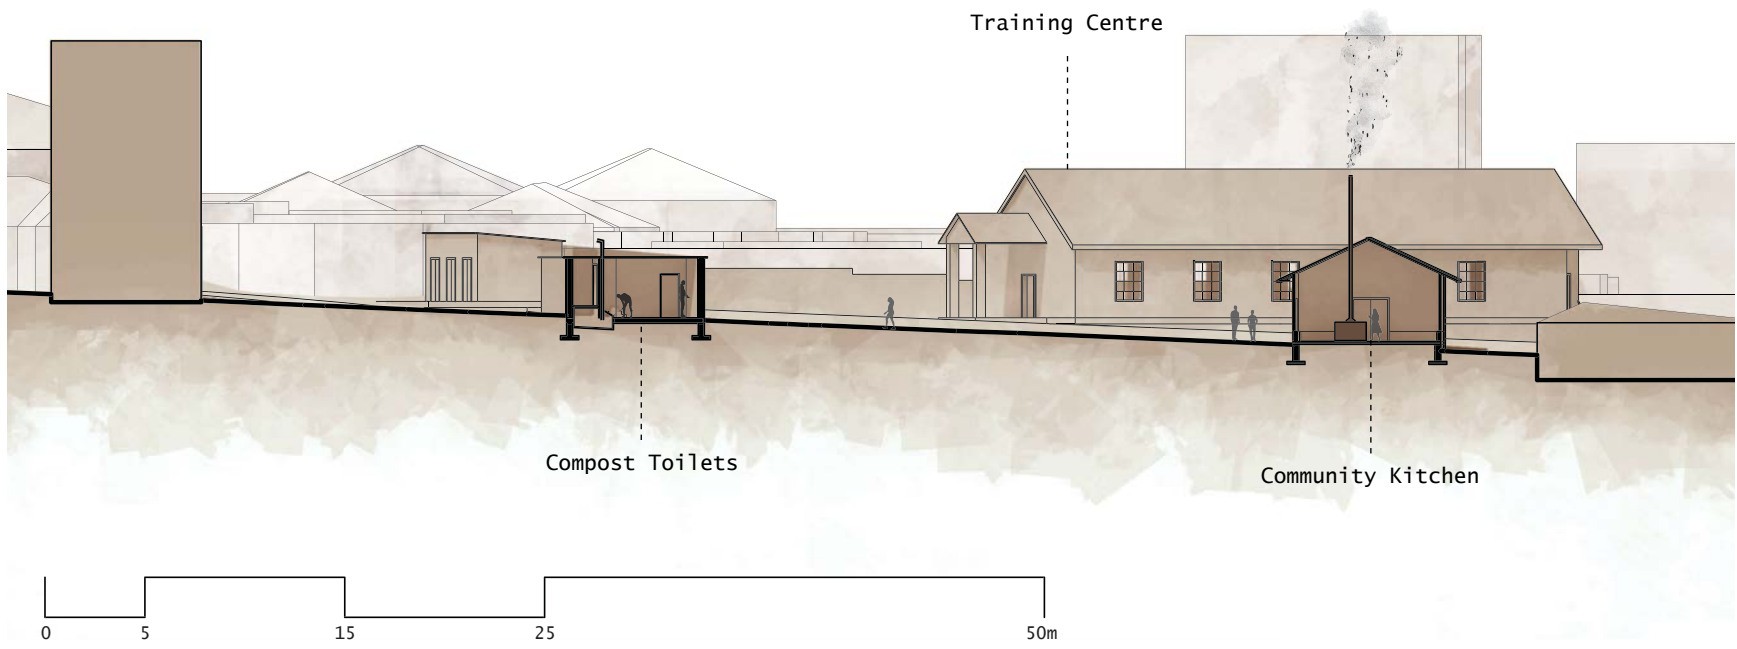 Training Centre
Compost Toilets
Community Kitchen
0 5 15 25 50m